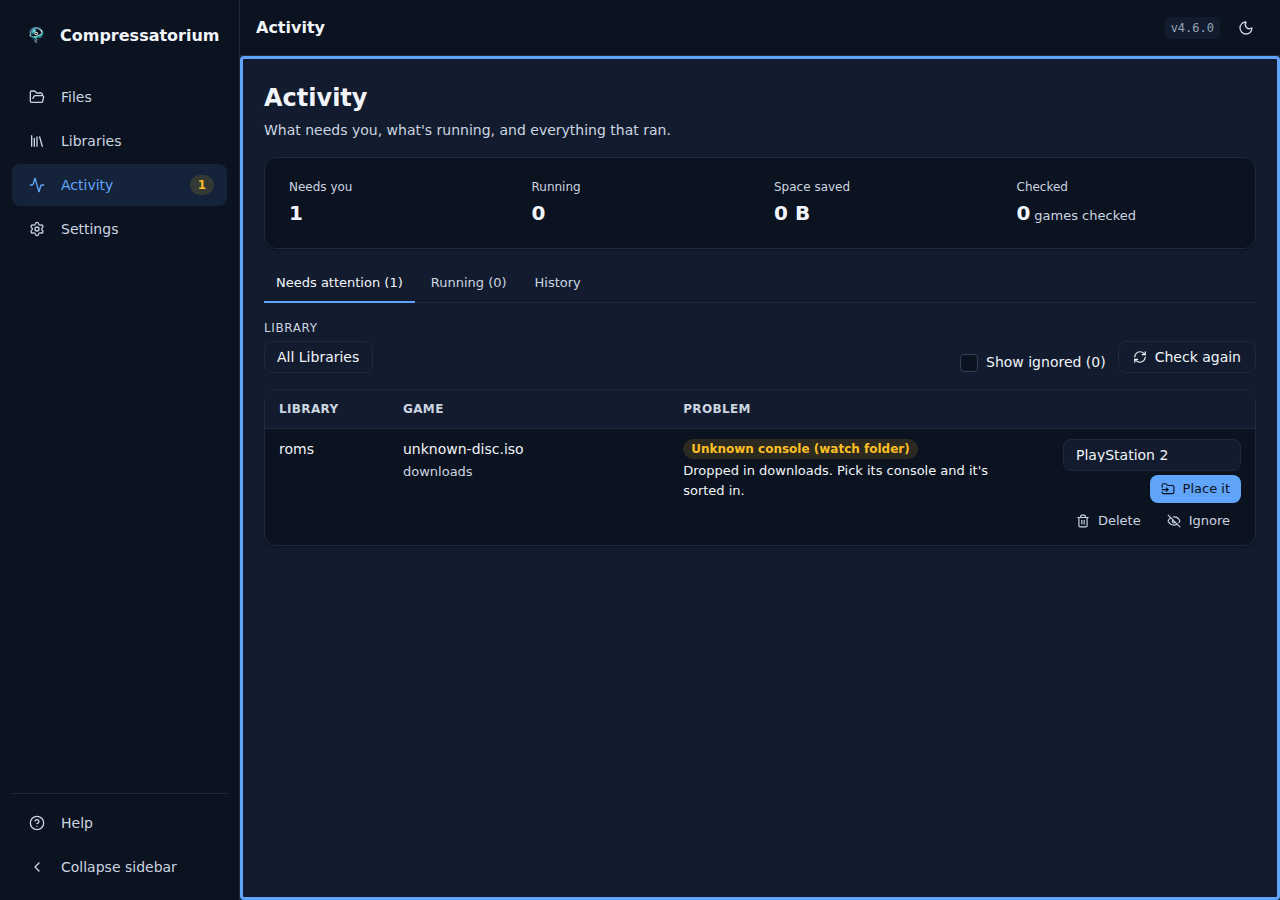 Compressatorium
Activity
v4.6.0
Files
Libraries
Activity 1
Settings
Help
Collapse sidebar
Activity
What needs you, what's running, and everything that ran.
Needs you
1
Running
0
Space saved
0 B
Checked
0 games checked
Needs attention (1)
Running (0)
History
LIBRARY
All Libraries
Show ignored (0)
Check again
LIBRARY GAME PROBLEM
roms
unknown-disc.iso
downloads
Unknown console (watch folder)
Dropped in downloads. Pick its console and it's
sorted in.
PlayStation 2
Place it
Delete
Ignore